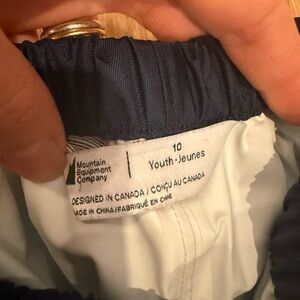 Mountain
Equipment
Company
10
Youth·Jeunes
DESIGNED IN CANADA / CONÇU AU CANADA
MADE IN CHINA/FABRIQUÉ EN CHINE